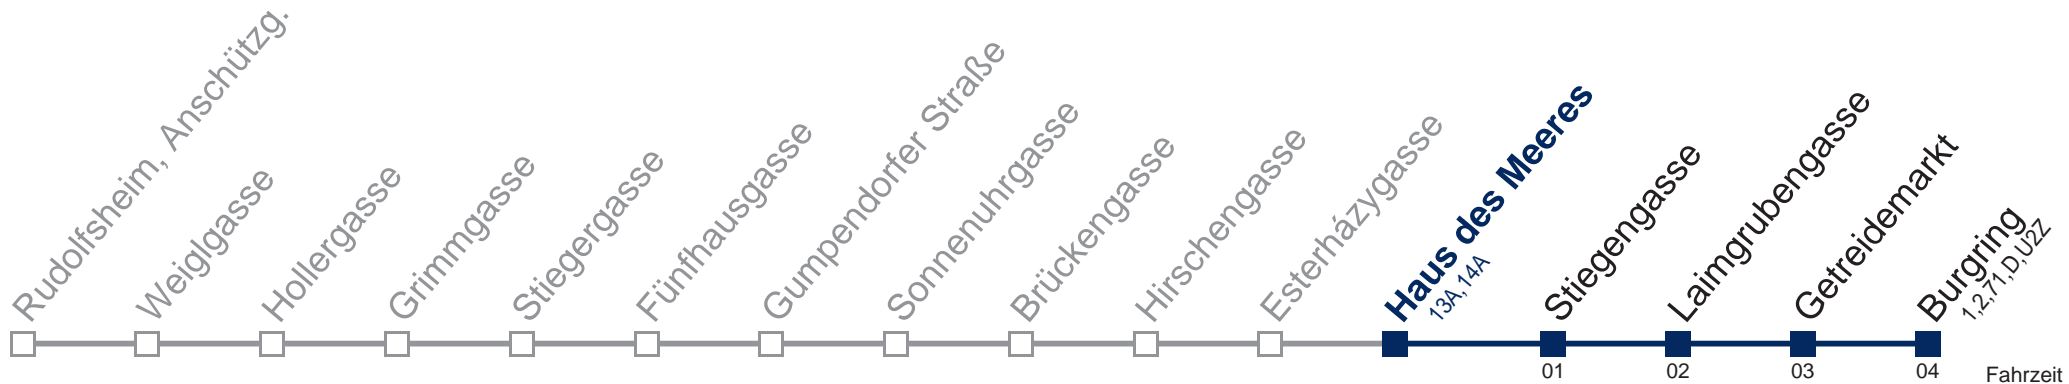 Rudolfsheim, Anschützg.
Weiglgasse
Hollergasse
Grimmgasse
Stiegergasse
Fünfhausgasse
Gumpendorfer Straße
Sonnenuhrgasse
Brückengasse
Hirschengasse
Esterházygasse
Haus des Meeres
13A, 14A
Stiegengasse
Laimgrubengasse
Getreidemarkt
Burgring
1,2,71,D,U2Z
01
02
03
04
Fahrzeit